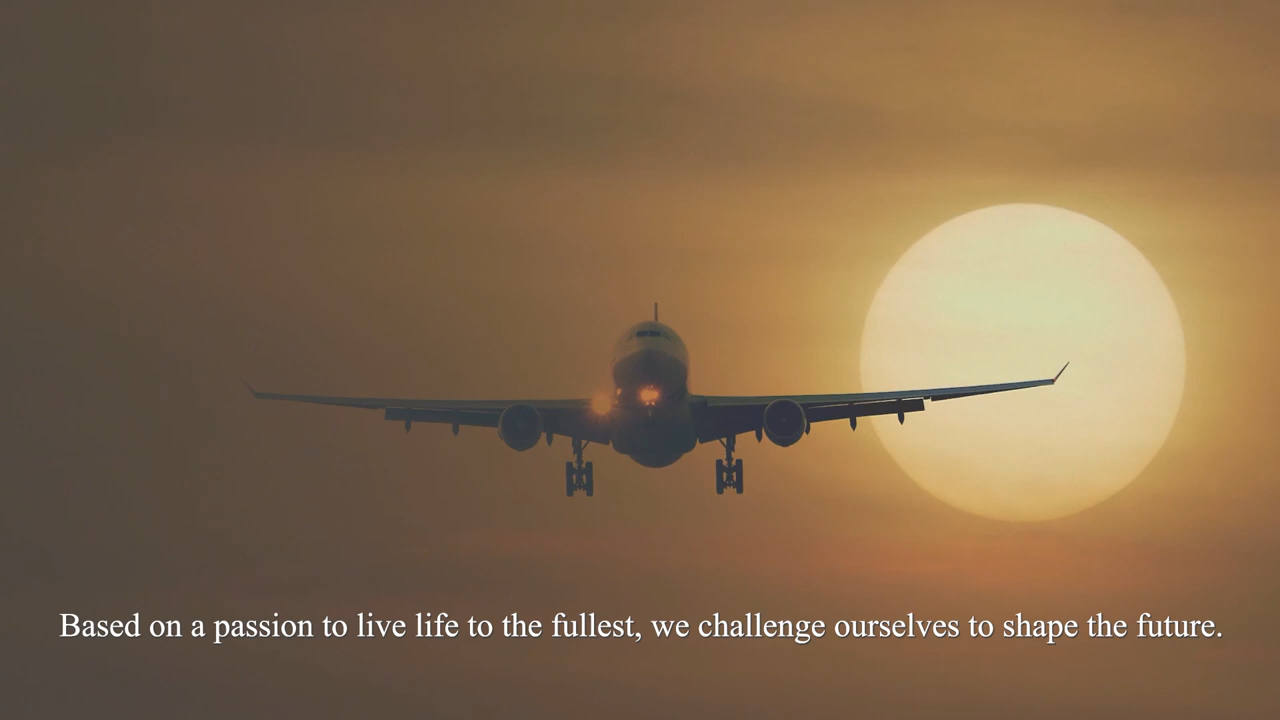 Based on a passion to live life to the fullest, we challenge ourselves to shape the future.